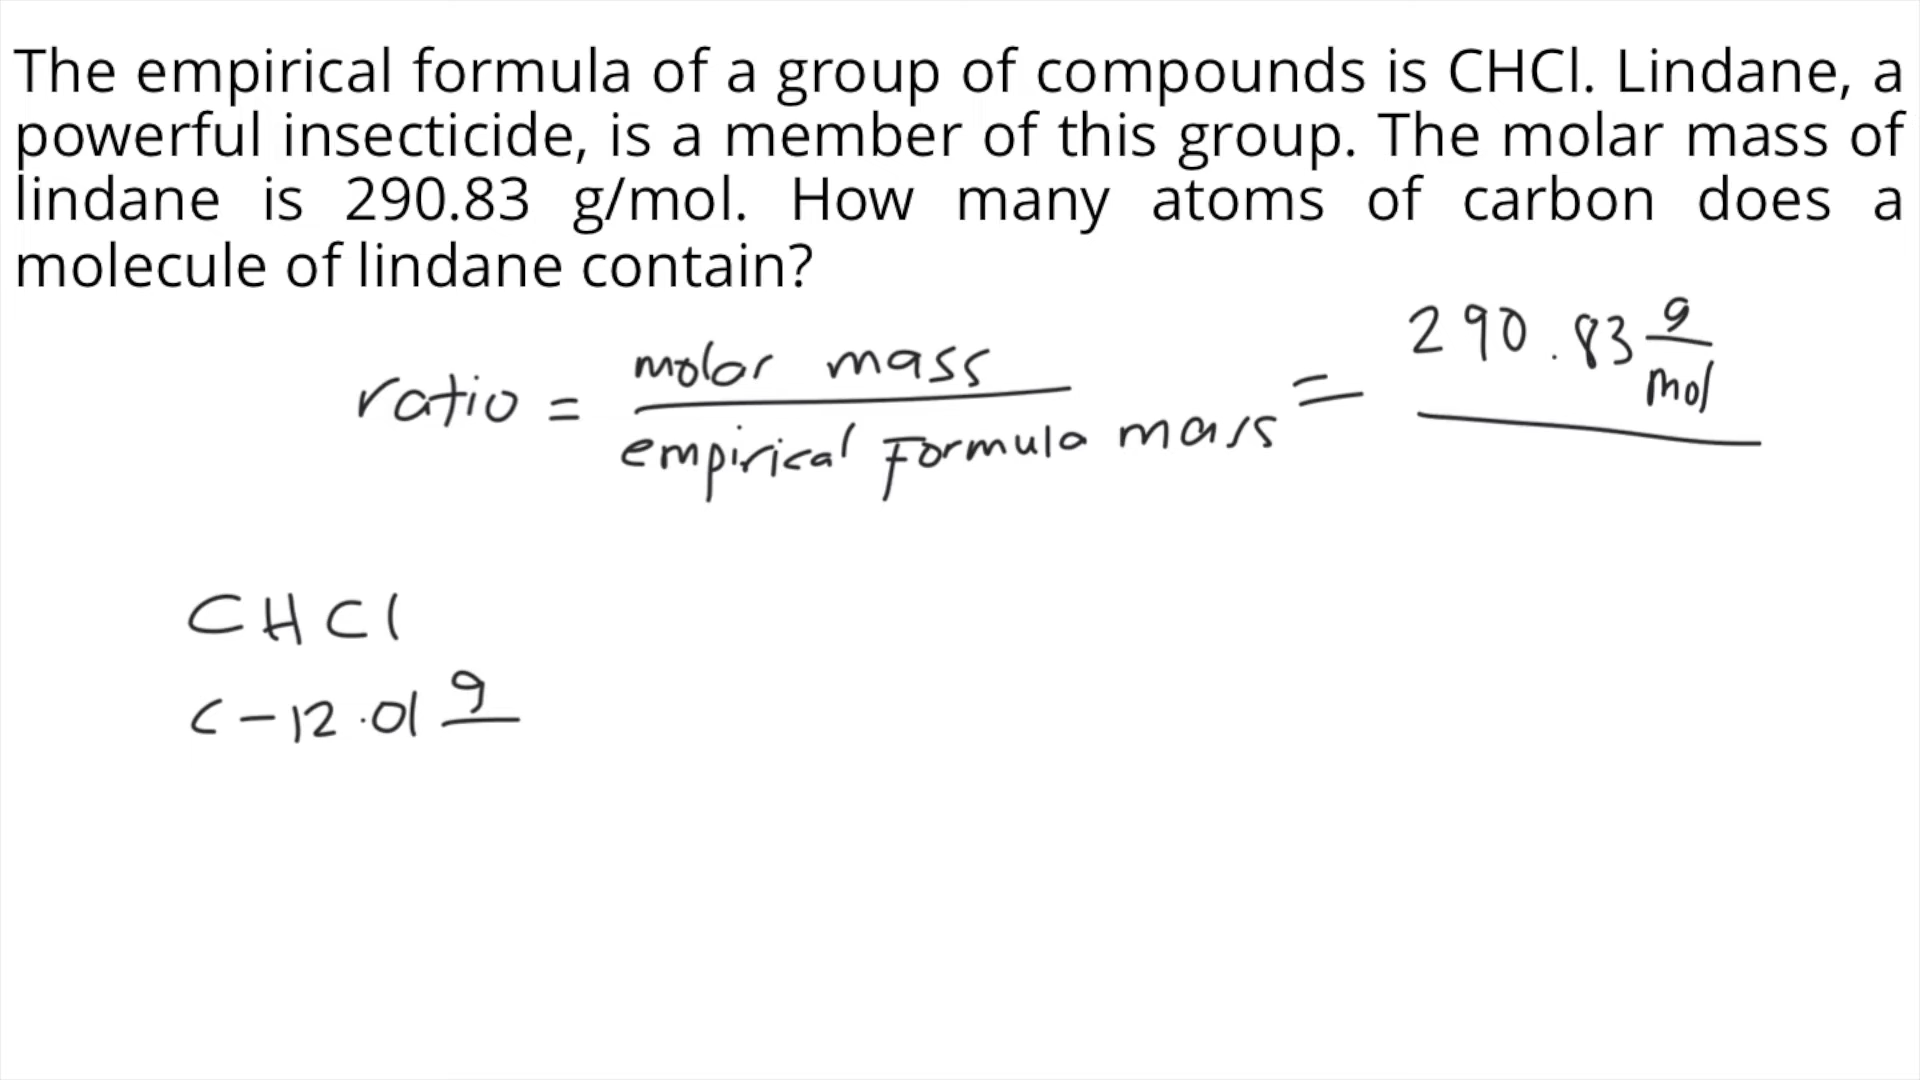 The empirical formula of a group of compounds is CHCl. Lindane, a
powerful insecticide, is a member of this group. The molar mass of
lindane is 290.83 g/mol. How many atoms of carbon does a
molecule of lindane contain?
ratio = molar mass / empirical Formula mass = 290.83 g/mol
CHCl
C - 12.01 g